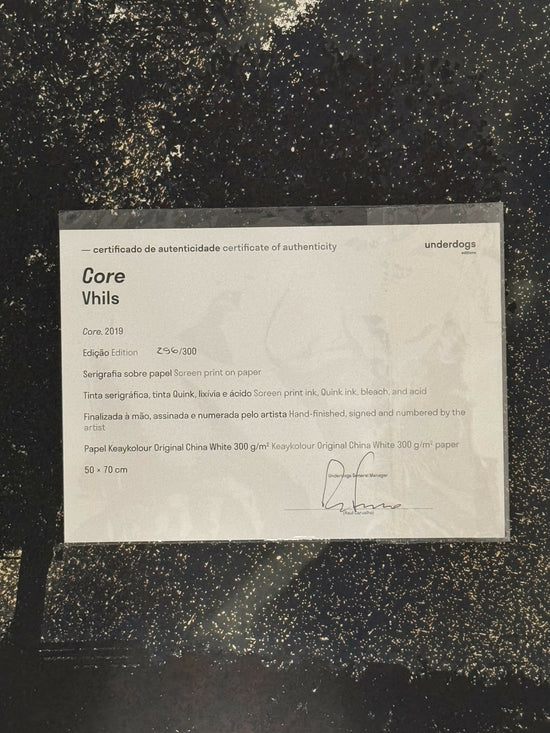 — certificado de autenticidade certificate of authenticity
underdogs
editions
Core
Vhils
Core, 2019
Edição Edition 296/300
Serigrafia sobre papel Screen print on paper
Tinta serigráfica, tinta Quink, lixívia e ácido Screen print ink, Quink ink, bleach, and acid
Finalizada à mão, assinada e numerada pelo artista Hand-finished, signed and numbered by the
artist
Papel Keaykolour Original China White 300 g/m² Keaykolour Original China White 300 g/m² paper
50 × 70 cm
Underdogs General Manager
(Raul Carvalho)